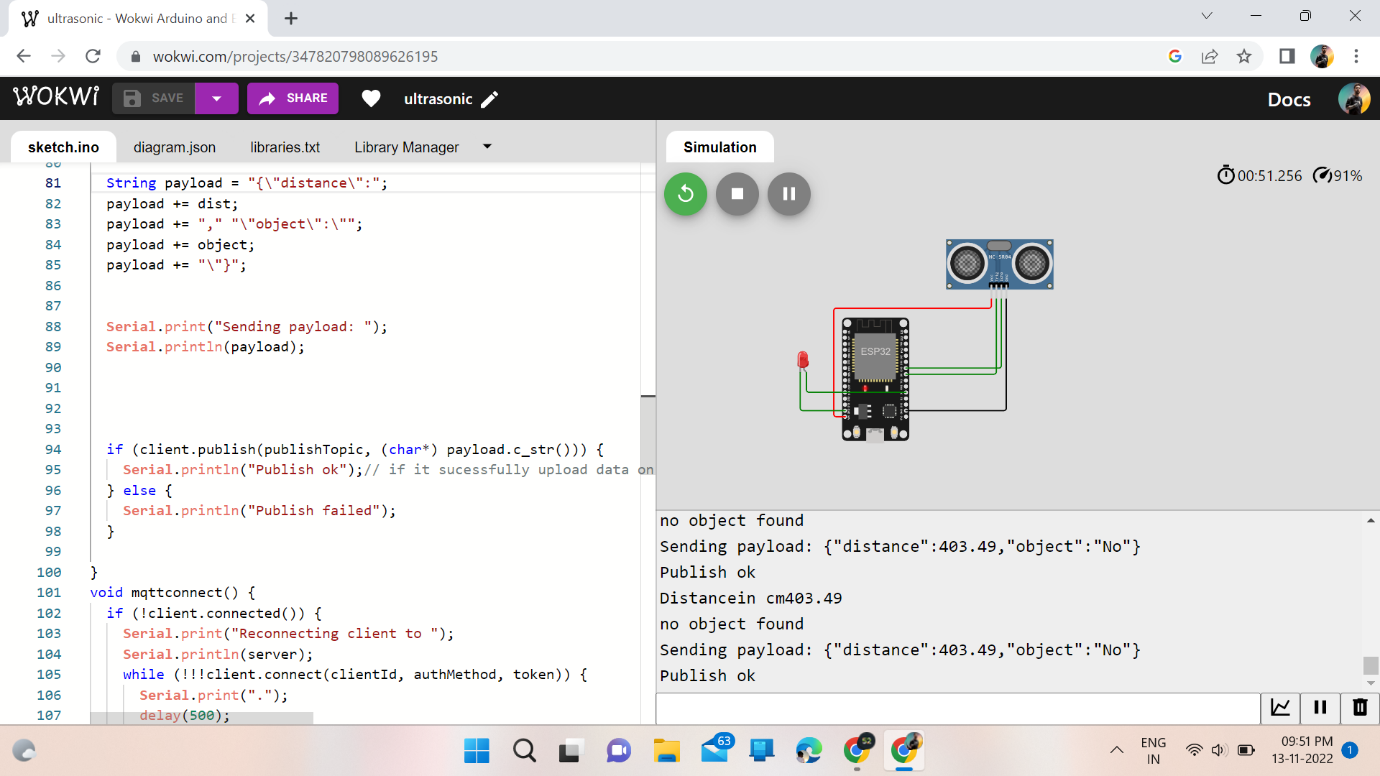 ultrasonic - Wokwi Arduino and E
wokwi.com/projects/347820798089626195
WOKWI
SAVE
SHARE
ultrasonic
Docs
sketch.ino
diagram.json
libraries.txt
Library Manager
Simulation
00:51.256
91%
80
81 String payload = "{\"distance\":";
82 payload += dist;
83 payload += "," "\"object\":\"";
84 payload += object;
85 payload += "\"}";
86
87
88 Serial.print("Sending payload: ");
89 Serial.println(payload);
90
91
92
93
94 if (client.publish(publishTopic, (char*) payload.c_str())) {
95 Serial.println("Publish ok");// if it sucessfully upload data on
96 } else {
97 Serial.println("Publish failed");
98 }
99
100 }
101 void mqttconnect() {
102 if (!client.connected()) {
103 Serial.print("Reconnecting client to ");
104 Serial.println(server);
105 while (!!!client.connect(clientId, authMethod, token)) {
106 Serial.print(".");
107 delay(500);
HC-SR04
ESP32
no object found
Sending payload: {"distance":403.49,"object":"No"}
Publish ok
Distancein cm403.49
no object found
Sending payload: {"distance":403.49,"object":"No"}
Publish ok
63
52
ENG
IN
09:51 PM
13-11-2022
1